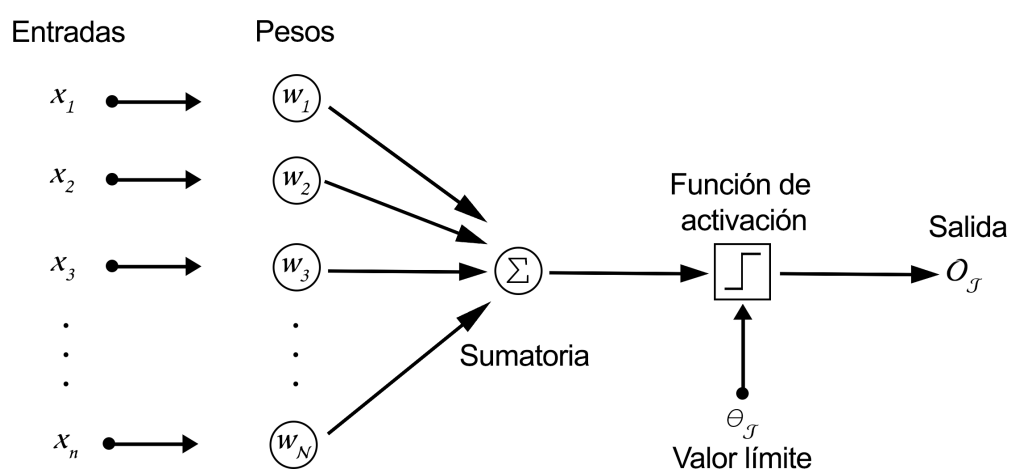 Entradas
Pesos
x₁
w₁
x₂
w₂
Función de
activación
Salida
x₃
w₃
Σ
O𝒥
Sumatoria
θ𝒥
Valor límite
xₙ
w𝒩